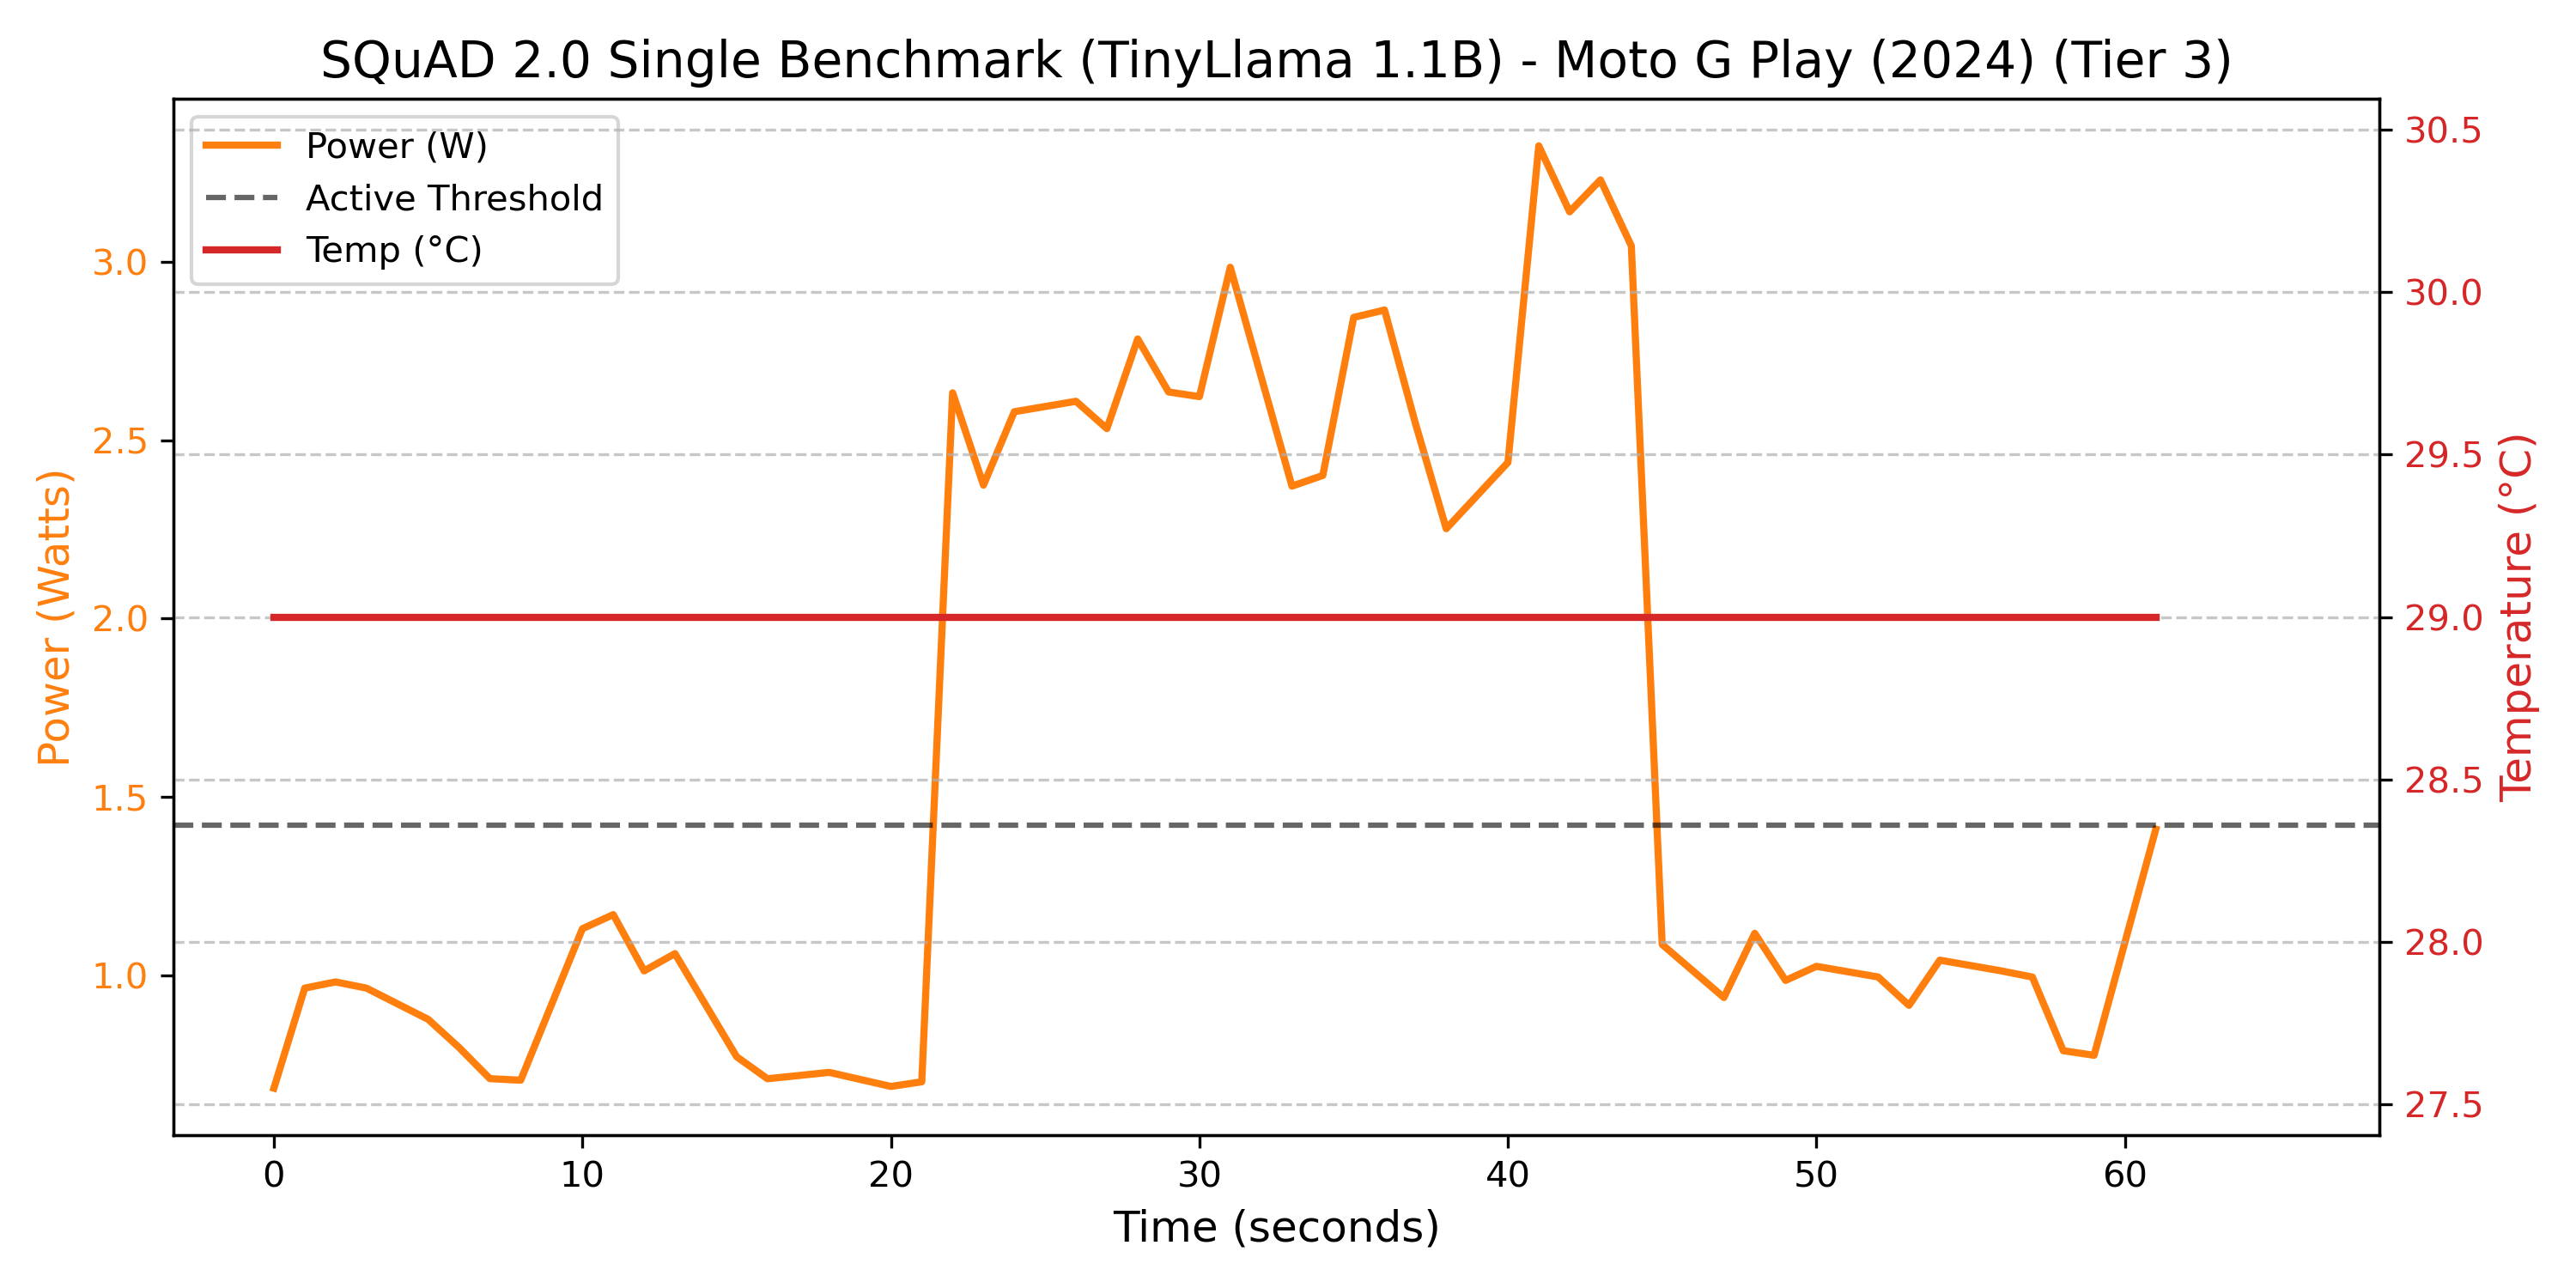 SQuAD 2.0 Single Benchmark (TinyLlama 1.1B) - Moto G Play (2024) (Tier 3)
Power (W)
Active Threshold
Temp (°C)
Power (Watts)
3.0
2.5
2.0
1.5
1.0
30.5
30.0
29.5
29.0
28.5
28.0
27.5
Temperature (°C)
0 10 20 30 40 50 60
Time (seconds)